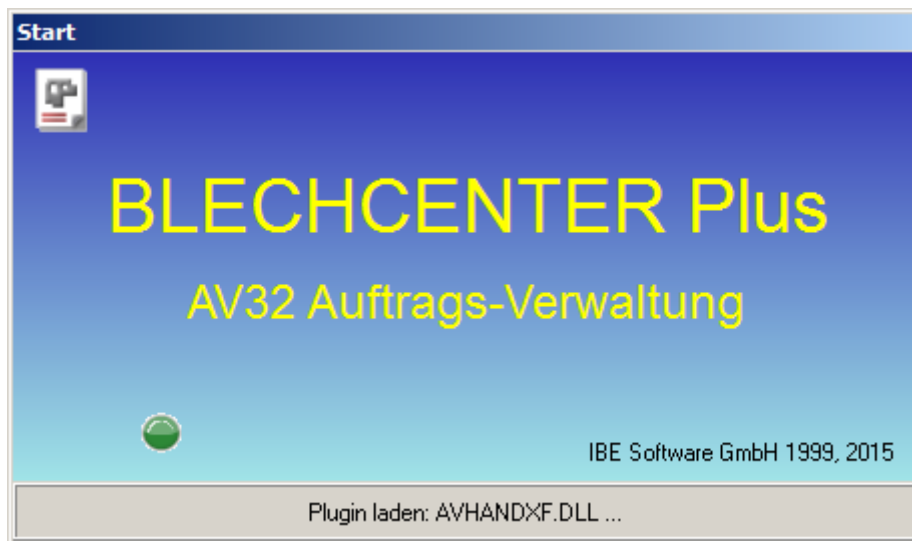 Start
BLECHCENTER Plus
AV32 Auftrags-Verwaltung
IBE Software GmbH 1999, 2015
Plugin laden: AVHANDXF.DLL ...